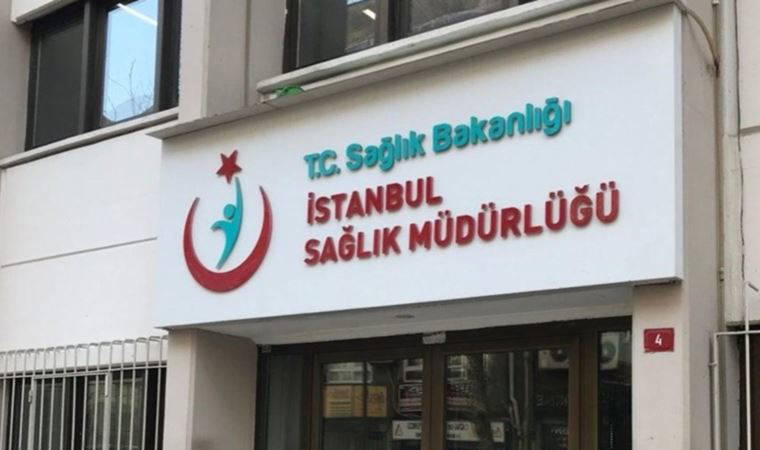 T.C. Sağlık Bakanlığı
İSTANBUL
SAĞLIK MÜDÜRLÜĞÜ
4